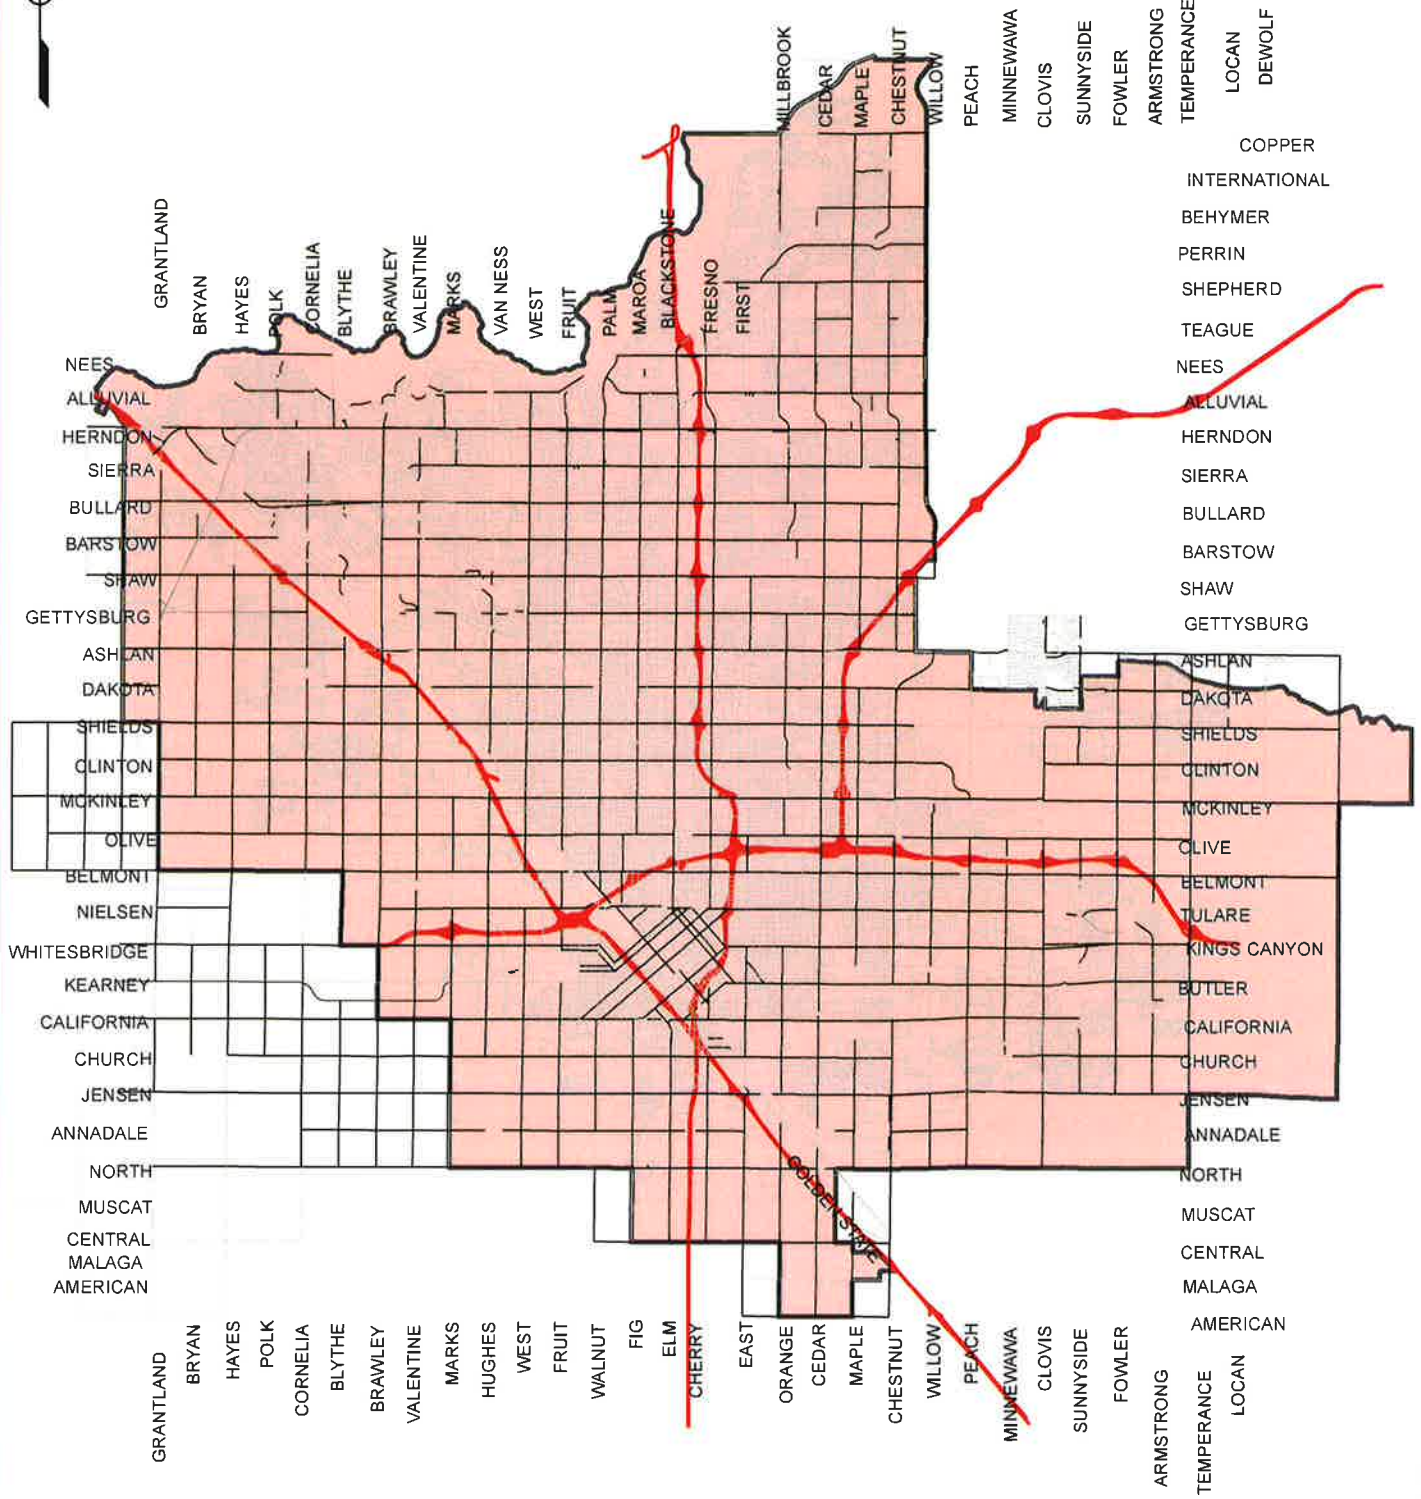 MILLBROOK
CEDAR
MAPLE
CHESTNUT
WILLOW
PEACH
MINNEWAWA
CLOVIS
SUNNYSIDE
FOWLER
ARMSTRONG
TEMPERANCE
LOCAN
DEWOLF
GRANTLAND
BRYAN
HAYES
POLK
CORNELIA
BLYTHE
BRAWLEY
VALENTINE
MARKS
VAN NESS
WEST
FRUIT
PALM
MAROA
BLACKSTONE
FRESNO
FIRST
COPPER
INTERNATIONAL
BEHYMER
PERRIN
SHEPHERD
TEAGUE
NEES
ALLUVIAL
HERNDON
SIERRA
BULLARD
BARSTOW
SHAW
GETTYSBURG
ASHLAN
DAKOTA
SHIELDS
CLINTON
MCKINLEY
OLIVE
BELMONT
TULARE
KINGS CANYON
BUTLER
CALIFORNIA
CHURCH
JENSEN
ANNADALE
NORTH
MUSCAT
CENTRAL
MALAGA
AMERICAN
NEES
ALLUVIAL
HERNDON
SIERRA
BULLARD
BARSTOW
SHAW
GETTYSBURG
ASHLAN
DAKOTA
SHIELDS
CLINTON
MCKINLEY
OLIVE
BELMONT
NIELSEN
WHITESBRIDGE
KEARNEY
CALIFORNIA
CHURCH
JENSEN
ANNADALE
NORTH
MUSCAT
CENTRAL
MALAGA
AMERICAN
GOLDEN STATE
GRANTLAND
BRYAN
HAYES
POLK
CORNELIA
BLYTHE
BRAWLEY
VALENTINE
MARKS
HUGHES
WEST
FRUIT
WALNUT
FIG
ELM
CHERRY
EAST
ORANGE
CEDAR
MAPLE
CHESTNUT
WILLOW
PEACH
MINNEWAWA
CLOVIS
SUNNYSIDE
FOWLER
ARMSTRONG
TEMPERANCE
LOCAN